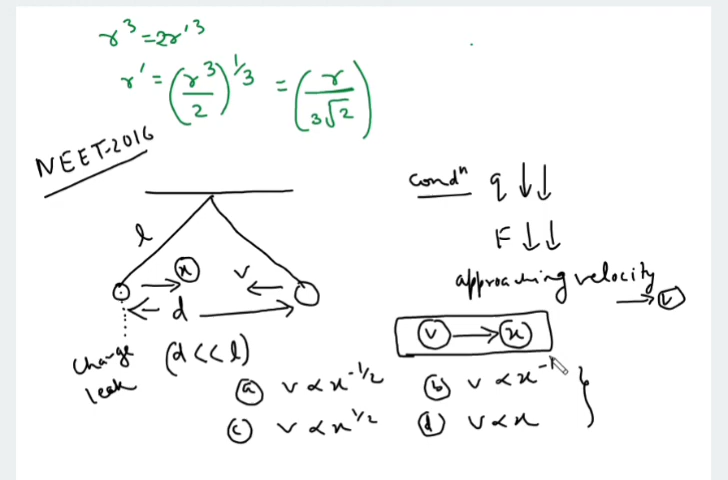 r³ = 2r'³
r' = (r³/2)^1/3 = (r/3√2)
NEET-2016
condⁿ q ↓↓
F ↓↓
l
x
v
approaching velocity
→ v
d
v → x
charge
leak
(d << l)
(a) v ∝ x^-1/2 (b) v ∝ x^-1
(c) v ∝ x^1/2 (d) v ∝ x